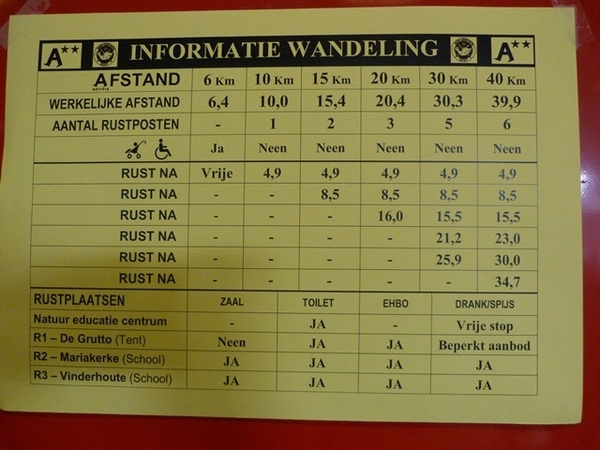 A** INFORMATIE WANDELING A**
AFSTAND 6 Km 10 Km 15 Km 20 Km 30 Km 40 Km
WERKELIJKE AFSTAND 6,4 10,0 15,4 20,4 30,3 39,9
AANTAL RUSTPOSTEN - 1 2 3 5 6
Ja Neen Neen Neen Neen Neen
RUST NA Vrije 4,9 4,9 4,9 4,9 4,9
RUST NA - - 8,5 8,5 8,5 8,5
RUST NA - - - 16,0 15,5 15,5
RUST NA - - - - 21,2 23,0
RUST NA - - - - 25,9 30,0
RUST NA - - - - - 34,7
RUSTPLAATSEN ZAAL TOILET EHBO DRANK/SPIJS
Natuur educatie centrum - JA - Vrije stop
R1 – De Grutto (Tent) Neen JA JA Beperkt aanbod
R2 – Mariakerke (School) JA JA JA JA
R3 – Vinderhoute (School) JA JA JA JA